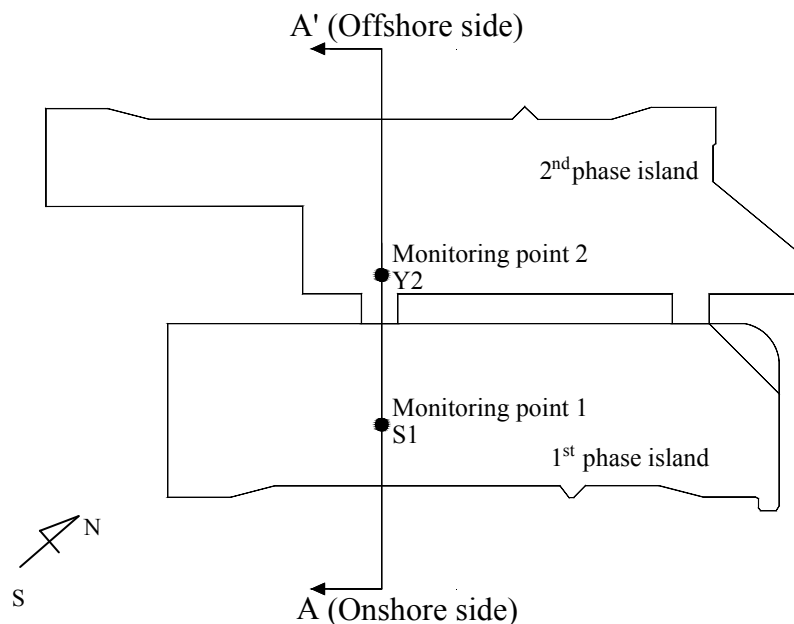 A' (Offshore side)
2nd phase island
Monitoring point 2
Y2
Monitoring point 1
S1
1st phase island
N
S
A (Onshore side)